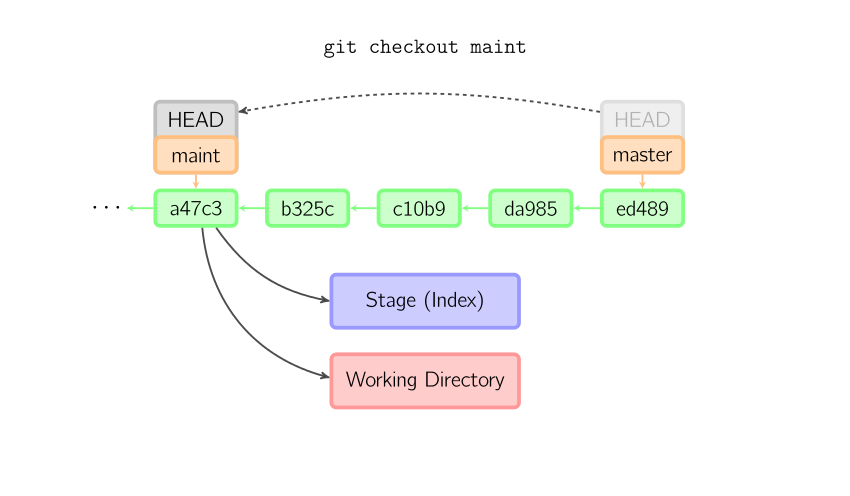 git checkout maint
HEAD
HEAD
maint
master
... a47c3 b325c c10b9 da985 ed489
Stage (Index)
Working Directory